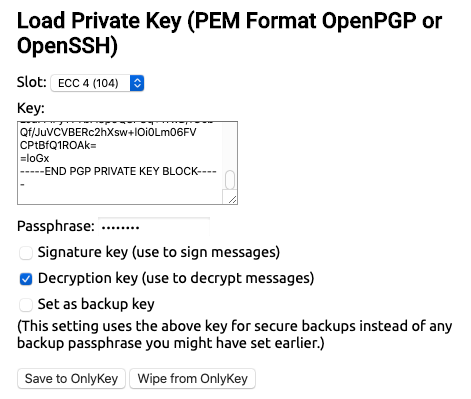 Load Private Key (PEM Format OpenPGP or
OpenSSH)
Slot: ECC 4 (104)
Key:
Qf/JuVCVBERc2hXsw+lOi0Lm06FV
CPtBfQ1ROAk=
=loGx
-----END PGP PRIVATE KEY BLOCK----
-
Passphrase: ••••••••
Signature key (use to sign messages)
Decryption key (use to decrypt messages)
Set as backup key
(This setting uses the above key for secure backups instead of any
backup passphrase you might have set earlier.)
Save to OnlyKey Wipe from OnlyKey